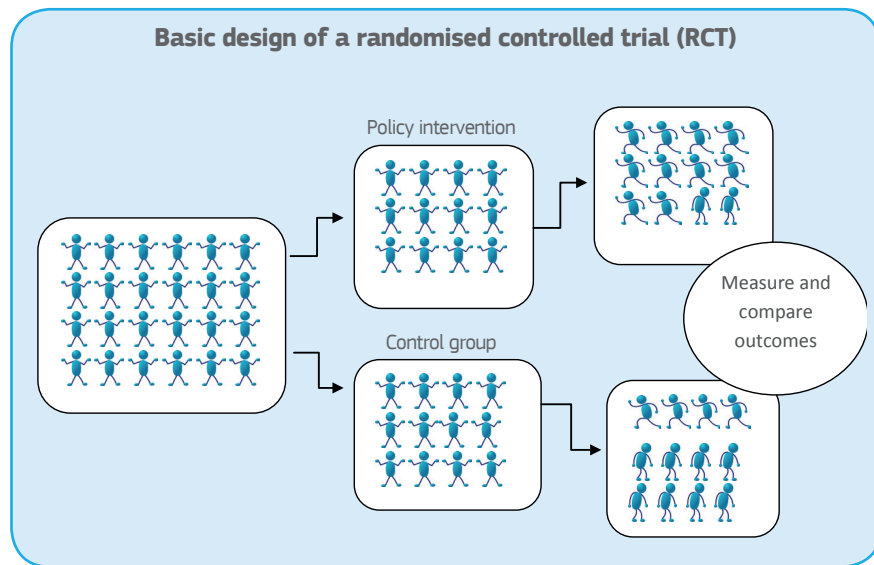 Basic design of a randomised controlled trial (RCT)
Policy intervention
Control group
Measure and
compare
outcomes